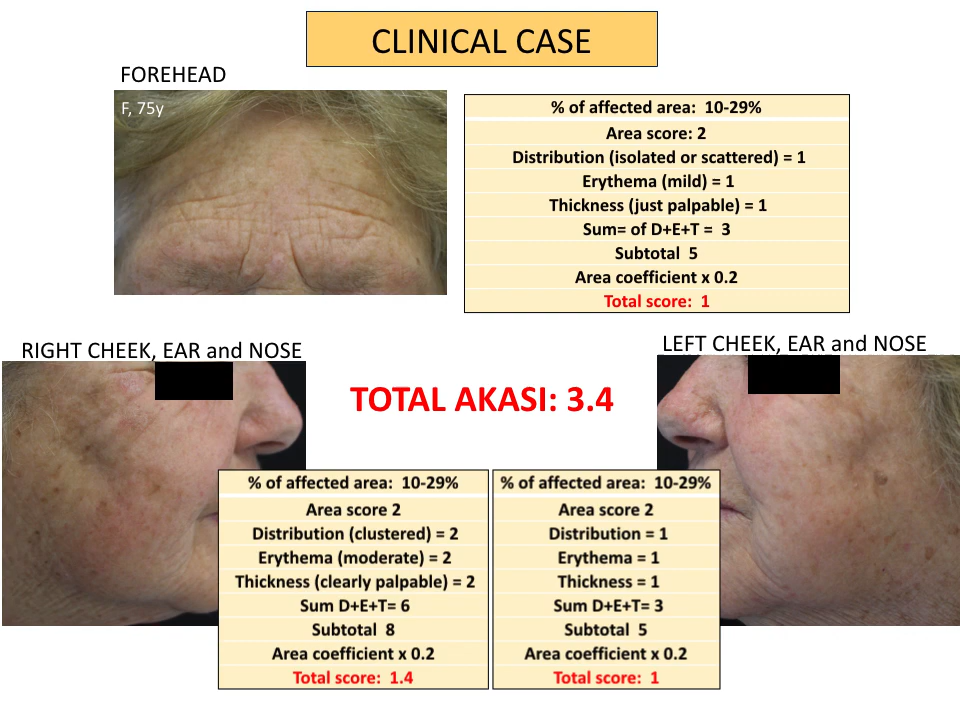 CLINICAL CASE
FOREHEAD
F, 75y
% of affected area: 10-29%
Area score: 2
Distribution (isolated or scattered) = 1
Erythema (mild) = 1
Thickness (just palpable) = 1
Sum= of D+E+T = 3
Subtotal 5
Area coefficient x 0.2
Total score: 1
RIGHT CHEEK, EAR and NOSE
LEFT CHEEK, EAR and NOSE
TOTAL AKASI: 3.4
% of affected area: 10-29%
Area score 2
Distribution (clustered) = 2
Erythema (moderate) = 2
Thickness (clearly palpable) = 2
Sum D+E+T= 6
Subtotal 8
Area coefficient x 0.2
Total score: 1.4
% of affected area: 10-29%
Area score 2
Distribution = 1
Erythema = 1
Thickness = 1
Sum D+E+T= 3
Subtotal 5
Area coefficient x 0.2
Total score: 1